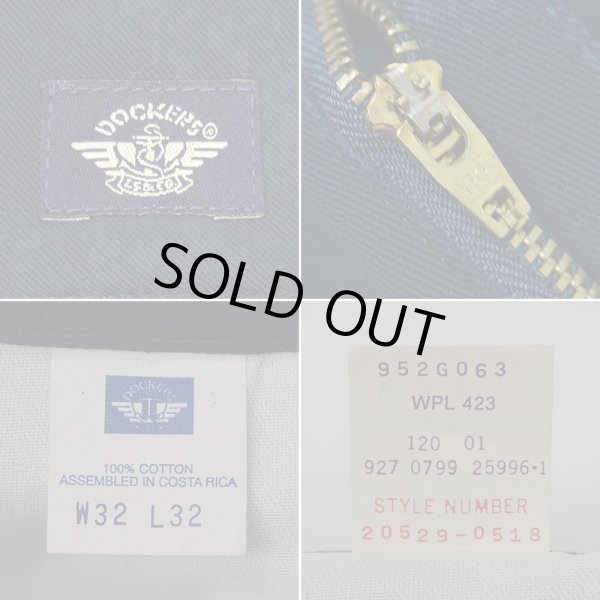 DOCKERS®
LS & CO.
YKK
SOLD OUT
DOCKERS
100% COTTON
ASSEMBLED IN COSTA RICA
W32 L32
952G063
WPL 423
120 01
927 0799 25996-1
STYLE NUMBER
20529-0518